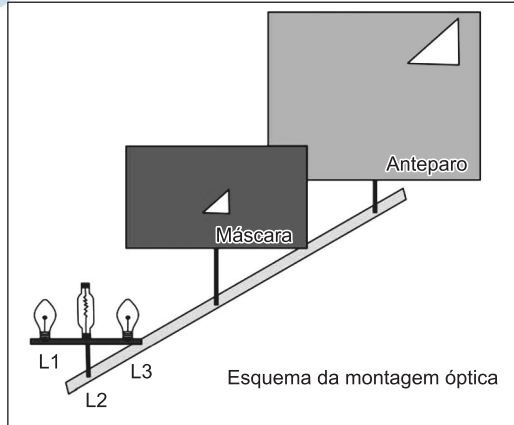 Anteparo
Máscara
L1
L3
L2
Esquema da montagem óptica